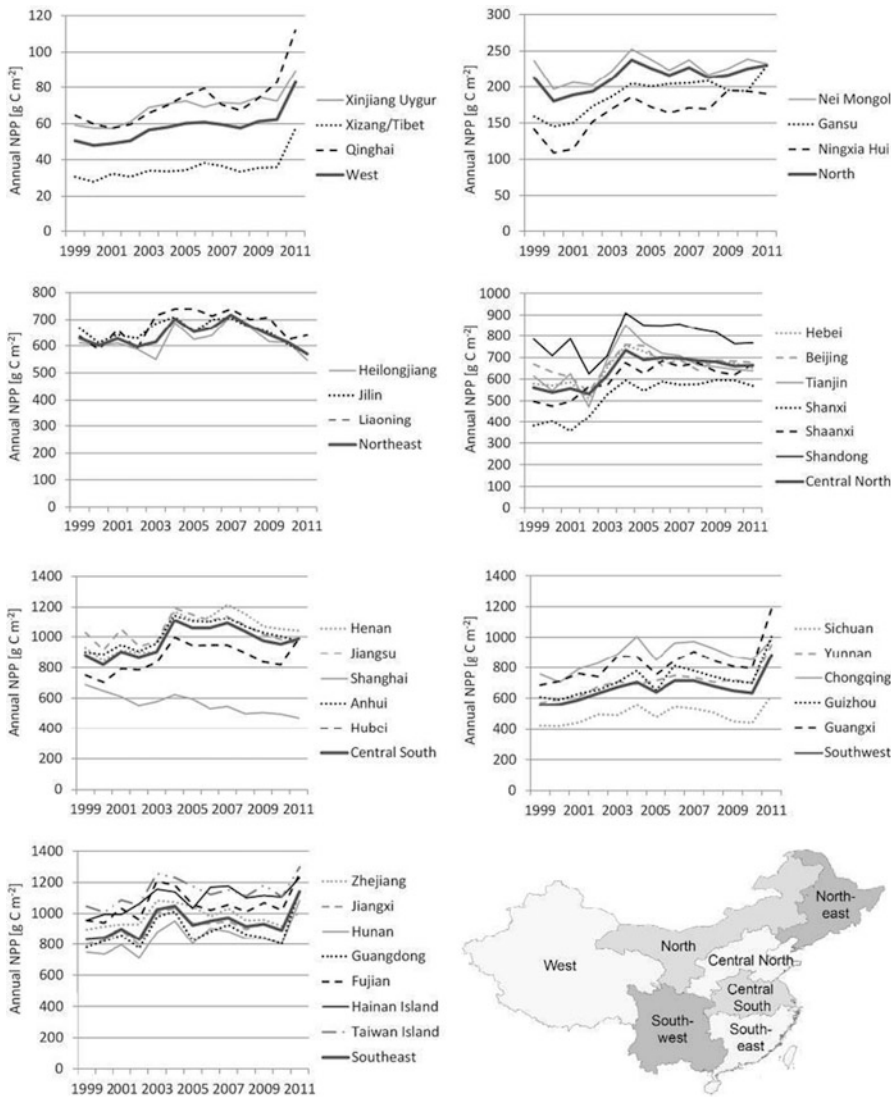 Annual NPP [g C m⁻²]
120
100
80
60
40
20
0
1999 2001 2003 2005 2007 2009 2011
Xinjiang Uygur
Xizang/Tibet
Qinghai
West
Annual NPP [g C m⁻²]
300
250
200
150
100
50
0
1999 2001 2003 2005 2007 2009 2011
Nei Mongol
Gansu
Ningxia Hui
North
Annual NPP [g C m⁻²]
800
700
600
500
400
300
200
100
0
1999 2001 2003 2005 2007 2009 2011
Heilongjiang
Jilin
Liaoning
Northeast
Annual NPP [g C m⁻²]
1000
900
800
700
600
500
400
300
200
100
0
1999 2001 2003 2005 2007 2009 2011
Hebei
Beijing
Tianjin
Shanxi
Shaanxi
Shandong
Central North
Annual NPP [g C m⁻²]
1400
1200
1000
800
600
400
200
0
1999 2001 2003 2005 2007 2009 2011
Henan
Jiangsu
Shanghai
Anhui
Hubei
Central South
Annual NPP [g C m⁻²]
1400
1200
1000
800
600
400
200
0
1999 2001 2003 2005 2007 2009 2011
Sichuan
Yunnan
Chongqing
Guizhou
Guangxi
Southwest
Annual NPP [g C m⁻²]
1400
1200
1000
800
600
400
200
0
1999 2001 2003 2005 2007 2009 2011
Zhejiang
Jiangxi
Hunan
Guangdong
Fujian
Hainan Island
Taiwan Island
Southeast
North-
east
North
Central North
West
Central
South
South-
west
South-
east